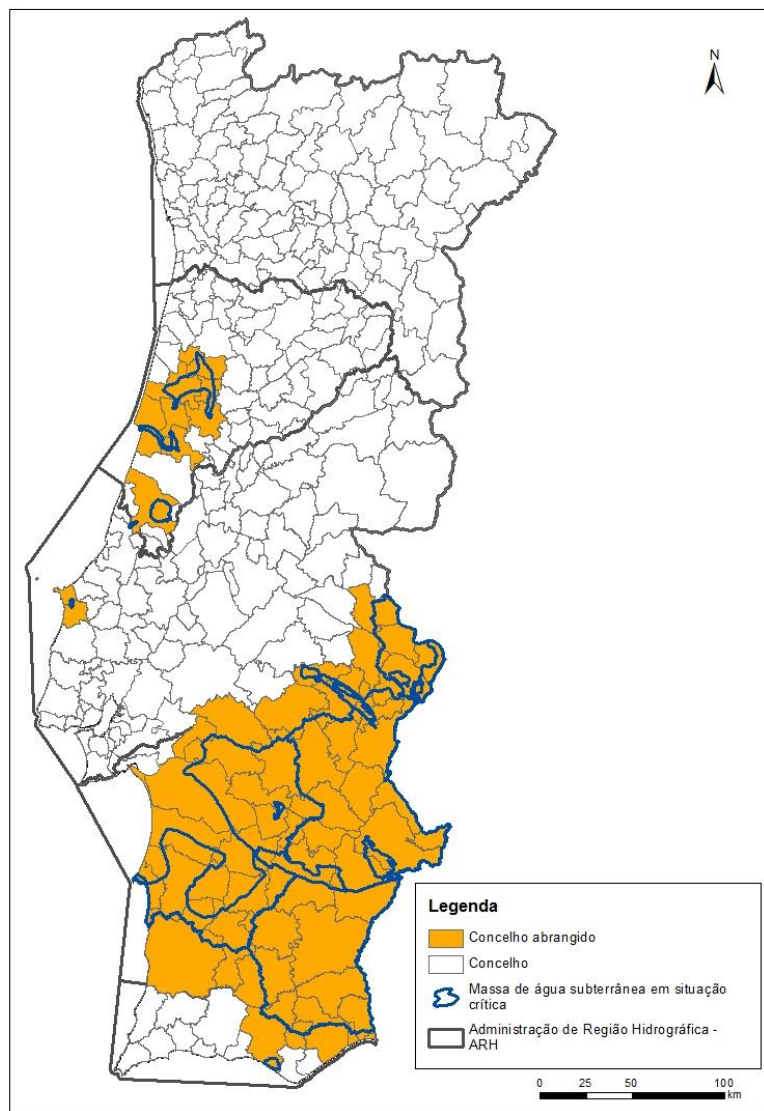 N
Legenda
Concelho abrangido
Concelho
Massa de água subterrânea em situação
crítica
Administração de Região Hidrográfica -
ARH
0 25 50 100
km